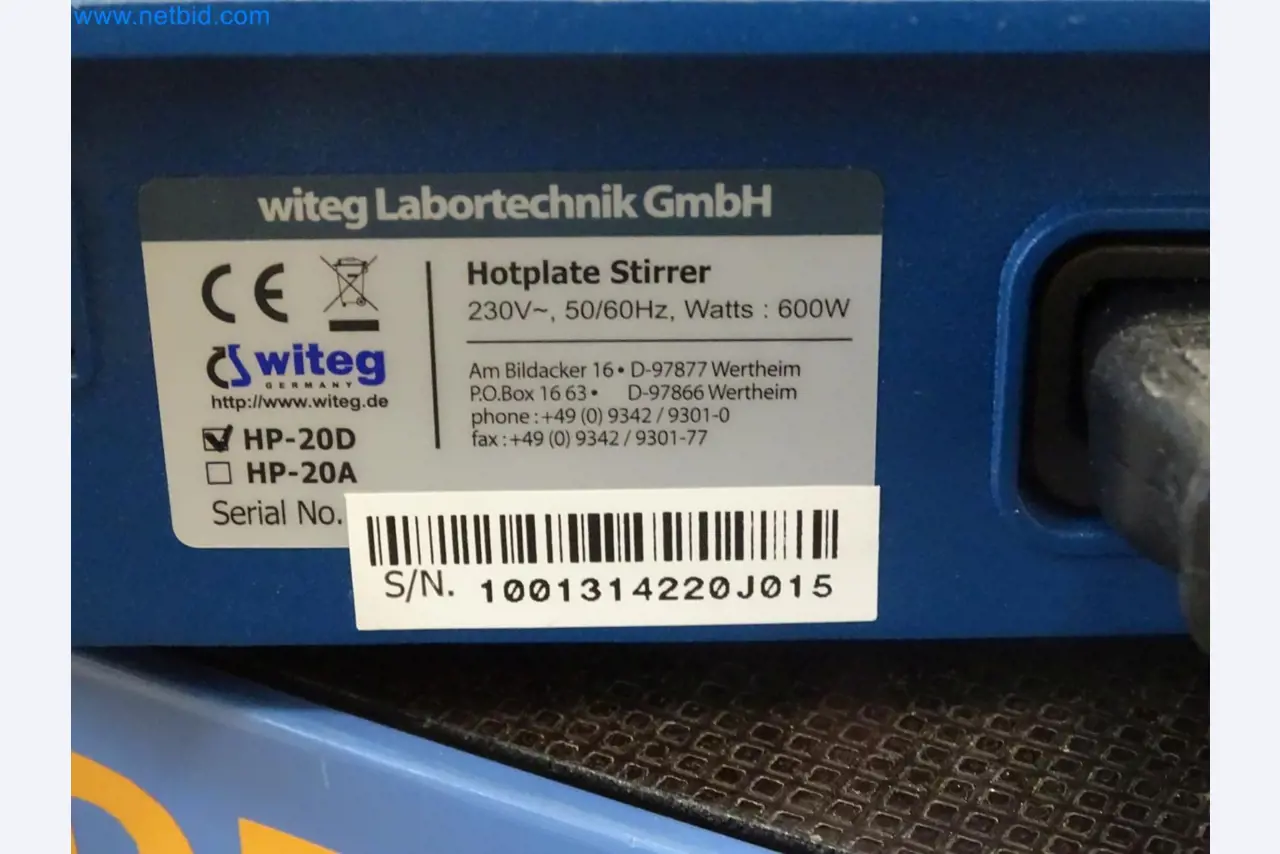 www.netbid.com
witeg Labortechnik GmbH
CE
witeg
GERMANY
http://www.witeg.de
HP-20D
HP-20A
Serial No.
Hotplate Stirrer
230V~, 50/60Hz, Watts : 600W
Am Bildacker 16 • D-97877 Wertheim
P.O.Box 16 63 • D-97866 Wertheim
phone : +49 (0) 9342 / 9301-0
fax : +49 (0) 9342 / 9301-77
S/N. 1001314220J015